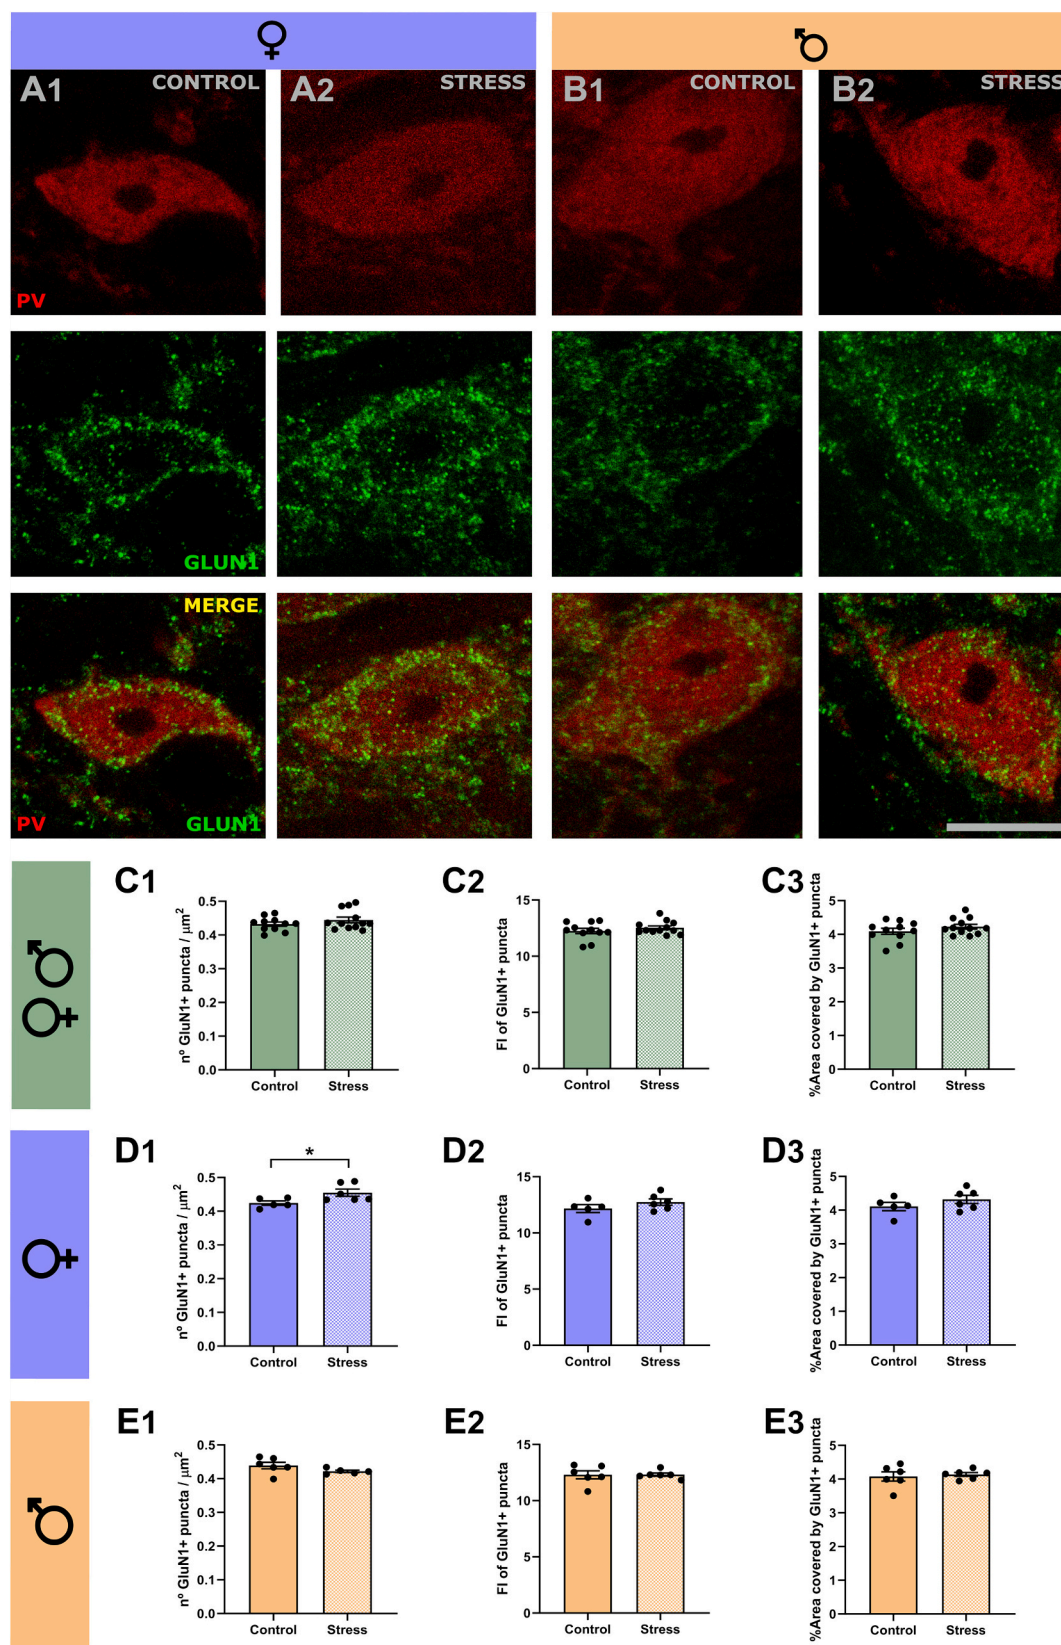 ♀ ♂
A1 CONTROL A2 STRESS B1 CONTROL B2 STRESS
PV
GLUN1
MERGE
PV GLUN1
C1
nº GluN1+ puncta / µm²
0.5
0.4
0.3
0.2
0.1
0.0
Control Stress
C2
FI of GluN1+ puncta
15
10
5
0
Control Stress
C3
%Area covered by GluN1+ puncta
5
4
3
2
1
0
Control Stress
D1
nº GluN1+ puncta / µm²
0.5
0.4
0.3
0.2
0.1
0.0
*
Control Stress
D2
FI of GluN1+ puncta
15
10
5
0
Control Stress
D3
%Area covered by GluN1+ puncta
5
4
3
2
1
0
Control Stress
E1
nº GluN1+ puncta / µm²
0.5
0.4
0.3
0.2
0.1
0.0
Control Stress
E2
FI of GluN1+ puncta
15
10
5
0
Control Stress
E3
%Area covered by GluN1+ puncta
5
4
3
2
1
0
Control Stress